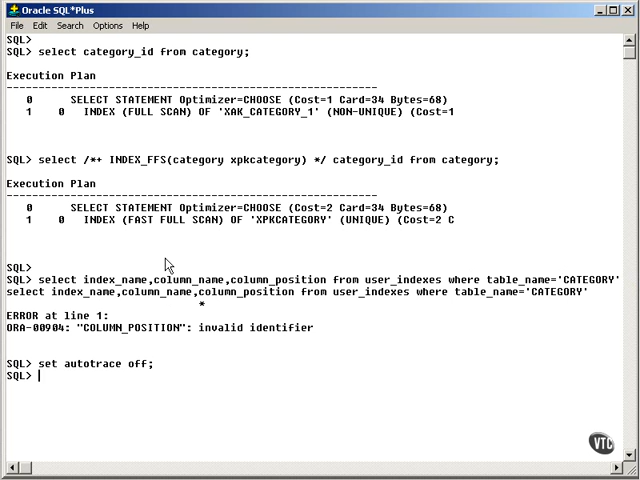 Oracle SQL*Plus
File Edit Search Options Help
SQL>
SQL> select category_id from category;
Execution Plan
----------------------------------------------------------
0 SELECT STATEMENT Optimizer=CHOOSE (Cost=1 Card=34 Bytes=68)
1 0 INDEX (FULL SCAN) OF 'XAK_CATEGORY_1' (NON-UNIQUE) (Cost=1
SQL> select /*+ INDEX_FFS(category xpkcategory) */ category_id from category;
Execution Plan
----------------------------------------------------------
0 SELECT STATEMENT Optimizer=CHOOSE (Cost=2 Card=34 Bytes=68)
1 0 INDEX (FAST FULL SCAN) OF 'XPKCATEGORY' (UNIQUE) (Cost=2 C
SQL>
SQL> select index_name,column_name,column_position from user_indexes where table_name='CATEGORY'
select index_name,column_name,column_position from user_indexes where table_name='CATEGORY'
*
ERROR at line 1:
ORA-00904: "COLUMN_POSITION": invalid identifier
SQL> set autotrace off;
SQL>
VTC